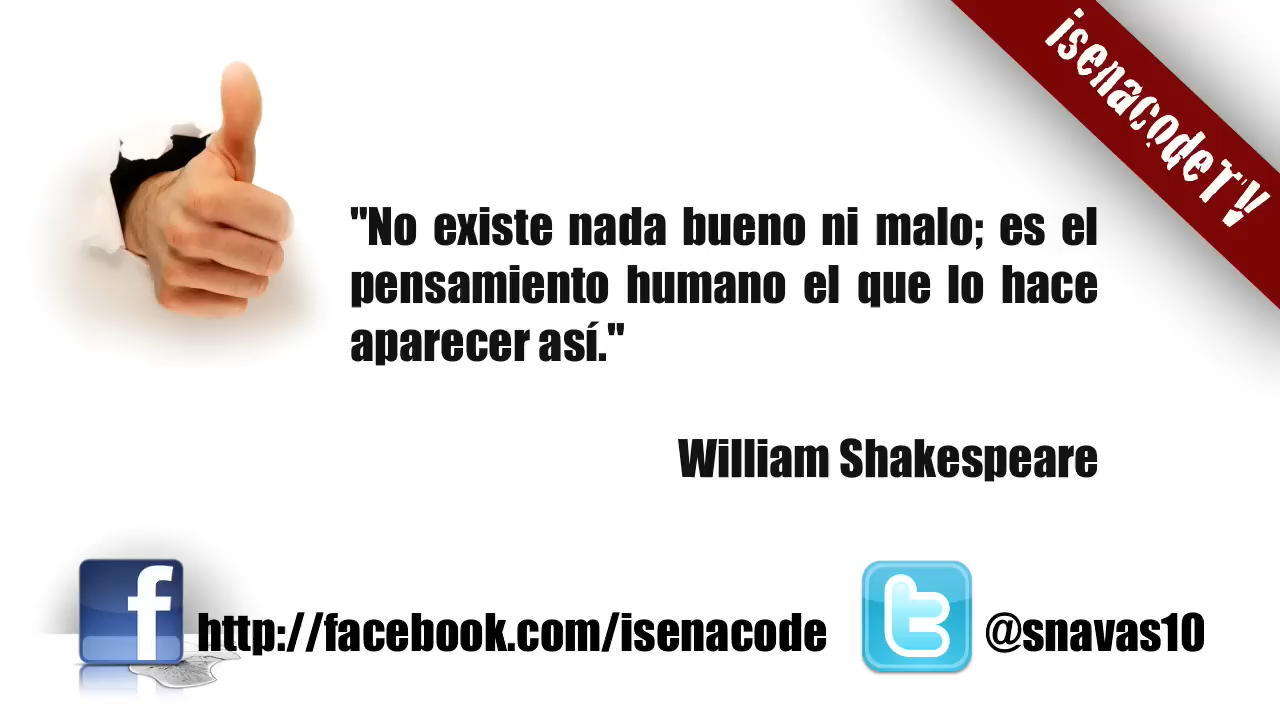 isenacodeTV
"No existe nada bueno ni malo; es el
pensamiento humano el que lo hace
aparecer así."
William Shakespeare
f
http://facebook.com/isenacode
t
@snavas10